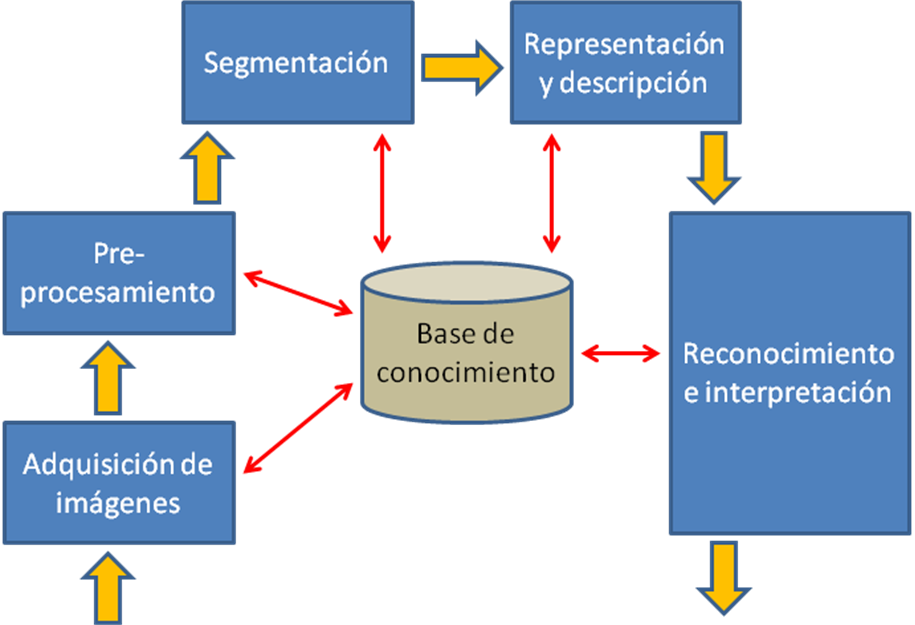 Segmentación
Representación
y descripción
Pre-
procesamiento
Base de
conocimiento
Reconocimiento
e interpretación
Adquisición de
imágenes